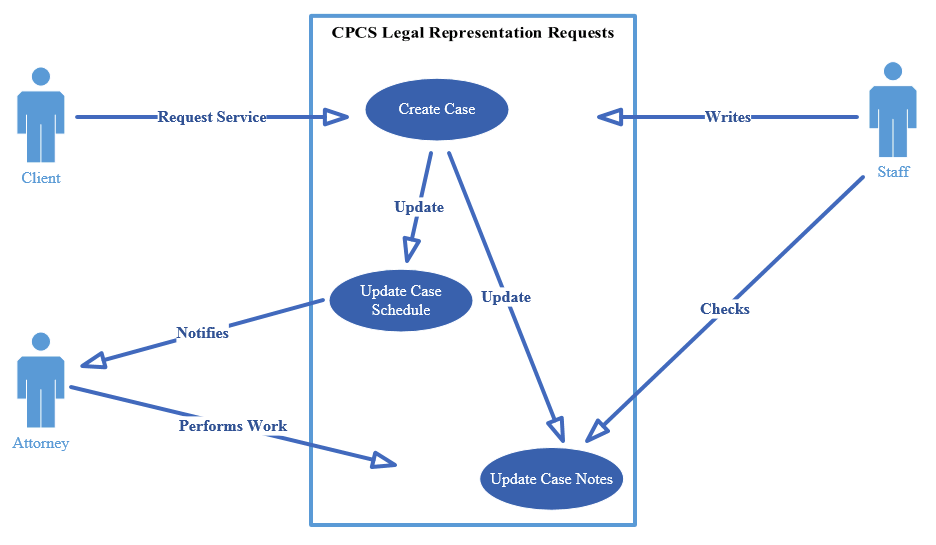 CPCS Legal Representation Requests
Create Case
Request Service
Writes
Client
Staff
Update
Update Case
Schedule
Update
Checks
Notifies
Performs Work
Attorney
Update Case Notes